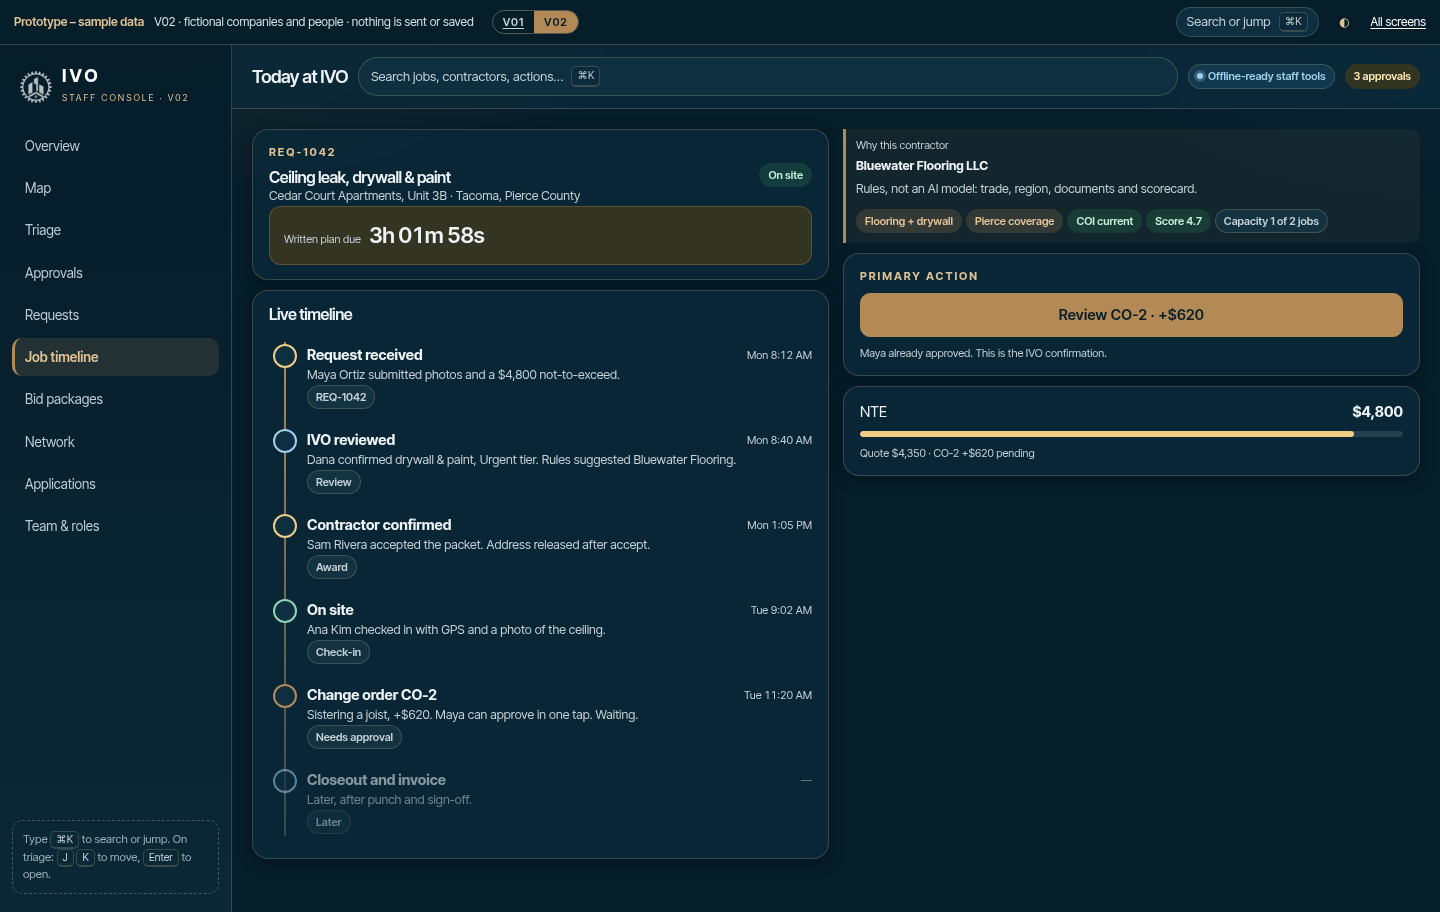 Prototype – sample data V02 · fictional companies and people · nothing is sent or saved V01 V02 Search or jump ⌘K All screens
IVO
STAFF CONSOLE · V02
Overview
Map
Triage
Approvals
Requests
Job timeline
Bid packages
Network
Applications
Team & roles
Type ⌘K to search or jump. On
triage: J K to move, Enter to
open.
Today at IVO Search jobs, contractors, actions... ⌘K Offline-ready staff tools 3 approvals
REQ-1042
Ceiling leak, drywall & paint
On site
Cedar Court Apartments, Unit 3B · Tacoma, Pierce County
Written plan due 3h 01m 58s
Live timeline
Request received Mon 8:12 AM
Maya Ortiz submitted photos and a $4,800 not-to-exceed.
REQ-1042
IVO reviewed Mon 8:40 AM
Dana confirmed drywall & paint, Urgent tier. Rules suggested Bluewater Flooring.
Review
Contractor confirmed Mon 1:05 PM
Sam Rivera accepted the packet. Address released after accept.
Award
On site Tue 9:02 AM
Ana Kim checked in with GPS and a photo of the ceiling.
Check-in
Change order CO-2 Tue 11:20 AM
Sistering a joist, +$620. Maya can approve in one tap. Waiting.
Needs approval
Closeout and invoice —
Later, after punch and sign-off.
Later
Why this contractor
Bluewater Flooring LLC
Rules, not an AI model: trade, region, documents and scorecard.
Flooring + drywall Pierce coverage COI current Score 4.7 Capacity 1 of 2 jobs
PRIMARY ACTION
Review CO-2 · +$620
Maya already approved. This is the IVO confirmation.
NTE $4,800
Quote $4,350 · CO-2 +$620 pending